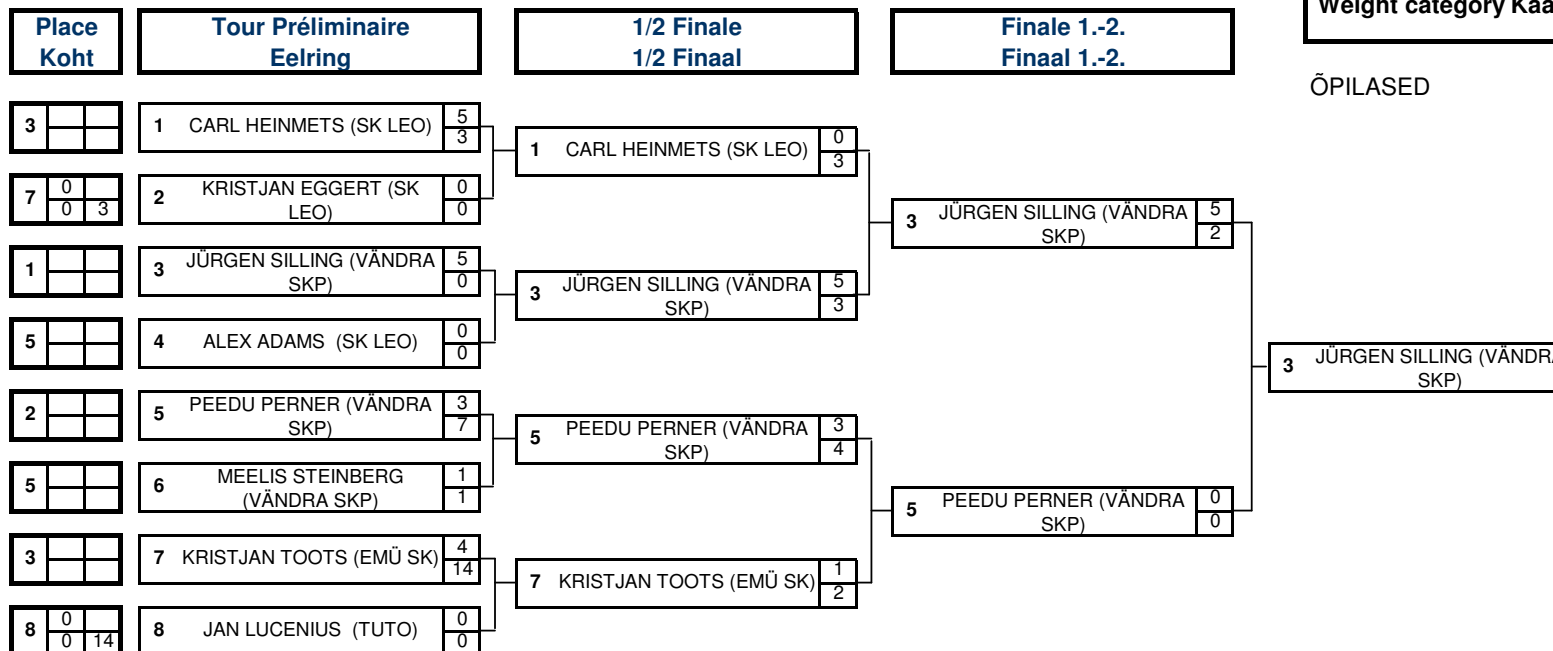 Place
Koht
Tour Préliminaire
Eelring
1/2 Finale
1/2 Finaal
Finale 1.-2.
Finaal 1.-2.
Weight category Kaa
ÕPILASED
3
1 CARL HEINMETS (SK LEO) 5
3
7 0
0 3
2 KRISTJAN EGGERT (SK 0
LEO) 0
1
3 JÜRGEN SILLING (VÄNDRA 5
SKP) 0
5
4 ALEX ADAMS (SK LEO) 0
0
2
5 PEEDU PERNER (VÄNDRA 3
SKP) 7
5
6 MEELIS STEINBERG 1
(VÄNDRA SKP) 1
3
7 KRISTJAN TOOTS (EMÜ SK) 4
14
8 0
0 14
8 JAN LUCENIUS (TUTO) 0
0
1 CARL HEINMETS (SK LEO) 0
3
3 JÜRGEN SILLING (VÄNDRA 5
SKP) 3
5 PEEDU PERNER (VÄNDRA 3
SKP) 4
7 KRISTJAN TOOTS (EMÜ SK) 1
2
3 JÜRGEN SILLING (VÄNDRA 5
SKP) 2
5 PEEDU PERNER (VÄNDRA 0
SKP) 0
3 JÜRGEN SILLING (VÄNDRA
SKP)